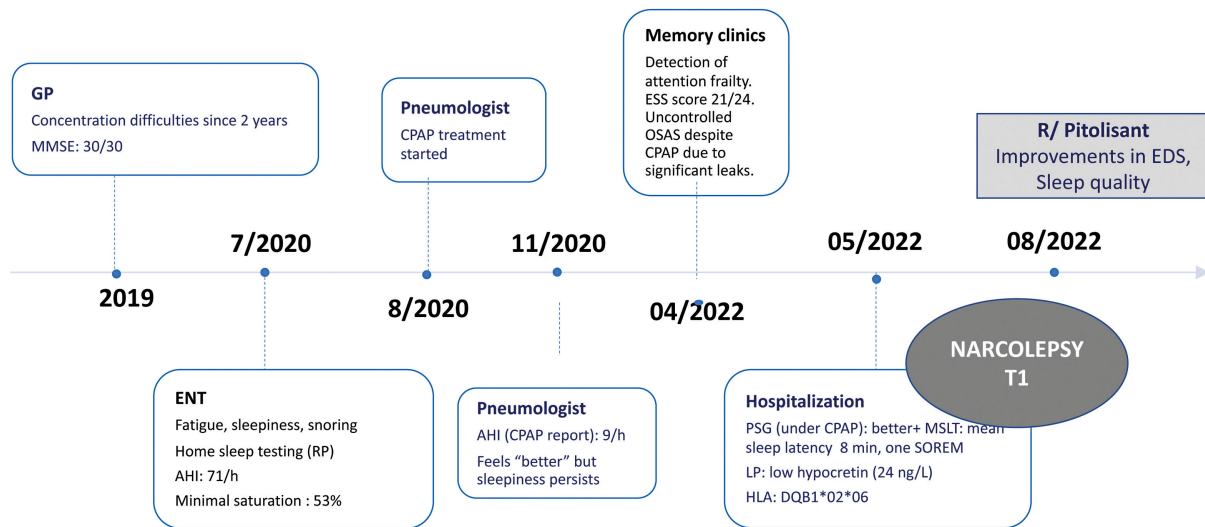 GP
Concentration difficulties since 2 years
MMSE: 30/30
Pneumologist
CPAP treatment
started
Memory clinics
Detection of
attention frailty.
ESS score 21/24.
Uncontrolled
OSAS despite
CPAP due to
significant leaks.
R/ Pitolisant
Improvements in EDS,
Sleep quality
2019
7/2020
8/2020
11/2020
04/2022
05/2022
08/2022
ENT
Fatigue, sleepiness, snoring
Home sleep testing (RP)
AHI: 71/h
Minimal saturation : 53%
Pneumologist
AHI (CPAP report): 9/h
Feels “better” but
sleepiness persists
Hospitalization
PSG (under CPAP): better+ MSLT: mean
sleep latency 8 min, one SOREM
LP: low hypocretin (24 ng/L)
HLA: DQB1*02*06
NARCOLEPSY
T1